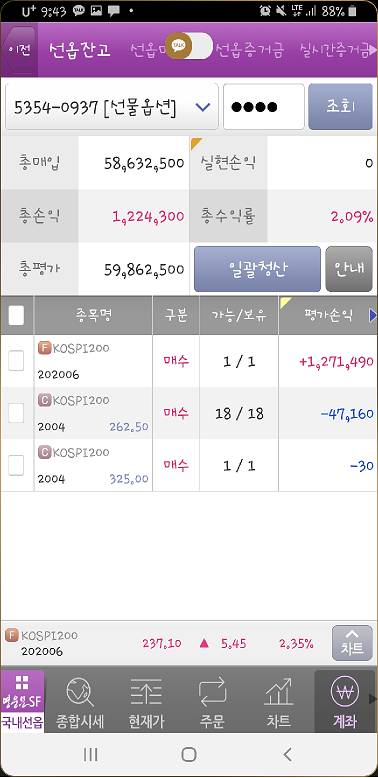 U+ 9:43 TALK LTE 88%
이전 선옵잔고 선옵미 TALK 선옵증거금 실시간증거금
5354-0937 [선물옵션] ●●●● 조회
총매입 58,632,500 실현손익 0
총손익 1,224,300 총수익률 2.09%
총평가 59,862,500 일괄청산 안내
종목명 구분 가능/보유 평가손익
F KOSPI200
202006 매수 1 / 1 +1,271,490
C KOSPI200
2004 262.50 매수 18 / 18 -47,160
C KOSPI200
2004 325.00 매수 1 / 1 -30
F KOSPI200
202006 237.10 ▲ 5.45 2.35% 차트
영웅문SF
국내선옵 종합시세 현재가 주문 차트 계좌